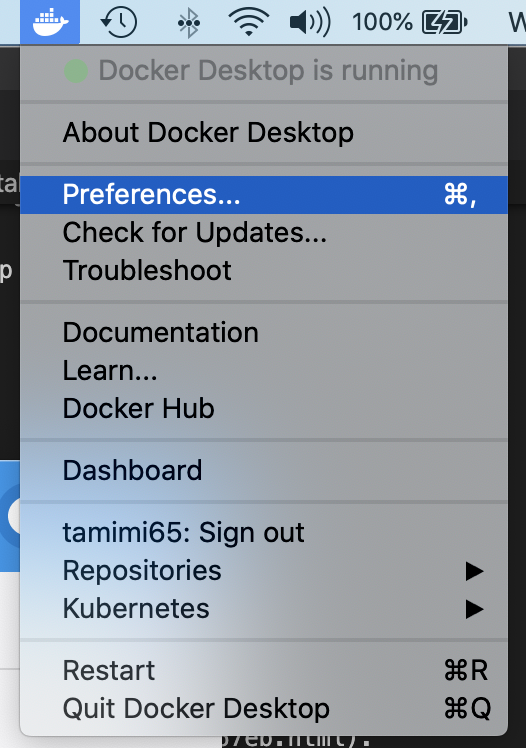 100%
Docker Desktop is running
About Docker Desktop
Preferences... ⌘,
Check for Updates...
Troubleshoot
Documentation
Learn...
Docker Hub
Dashboard
tamimi65: Sign out
Repositories ▶
Kubernetes ▶
Restart ⌘R
Quit Docker Desktop ⌘Q